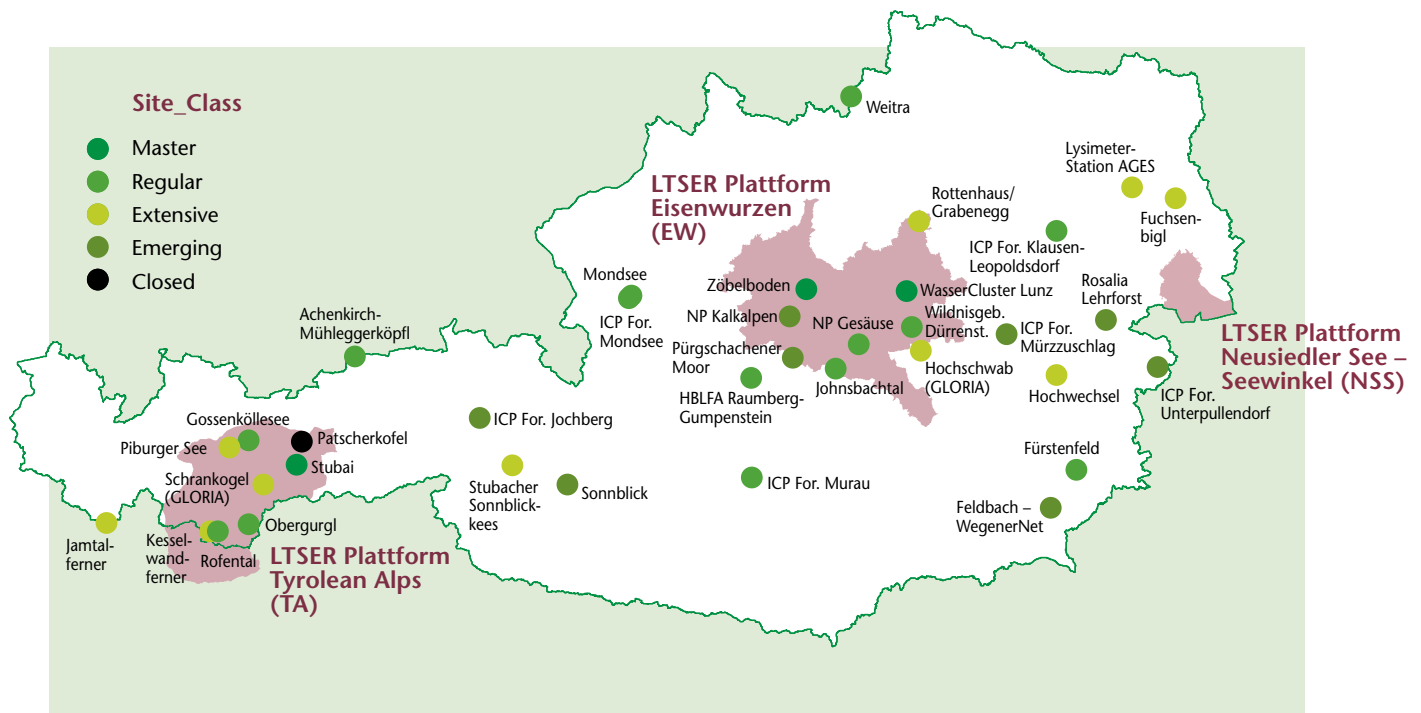 Site_Class
Master
Regular
Extensive
Emerging
Closed
Weitra
Lysimeter-
Station AGES
Fuchsen-
bigl
LTSER Plattform
Eisenwurzen
(EW)
Rottenhaus/
Grabenegg
ICP For. Klausen-
Leopoldsdorf
Mondsee
ICP For.
Mondsee
Zöbelboden
WasserCluster Lunz
Rosalia
Lehrforst
NP Kalkalpen
NP Gesäuse
Wildnisgeb.
Dürrenst.
ICP For.
Mürzzuschlag
Achenkirch-
Mühleggerköpfl
Pürgschachener
Moor
Hochschwab
(GLORIA)
LTSER Plattform
Neusiedler See –
Seewinkel (NSS)
HBLFA Raumberg-
Gumpenstein
Johnsbachtal
Hochwechsel
ICP For.
Unterpullendorf
Gossenköllesee
Patscherkofel
Piburger See
Stubai
Schrankogel
(GLORIA)
ICP For. Jochberg
Stubacher
Sonnblick-
kees
Sonnblick
ICP For. Murau
Fürstenfeld
Feldbach –
WegenerNet
Jamtal-
ferner
Kessel-
wand-
ferner
Rofental
Obergurgl
LTSER Plattform
Tyrolean Alps
(TA)